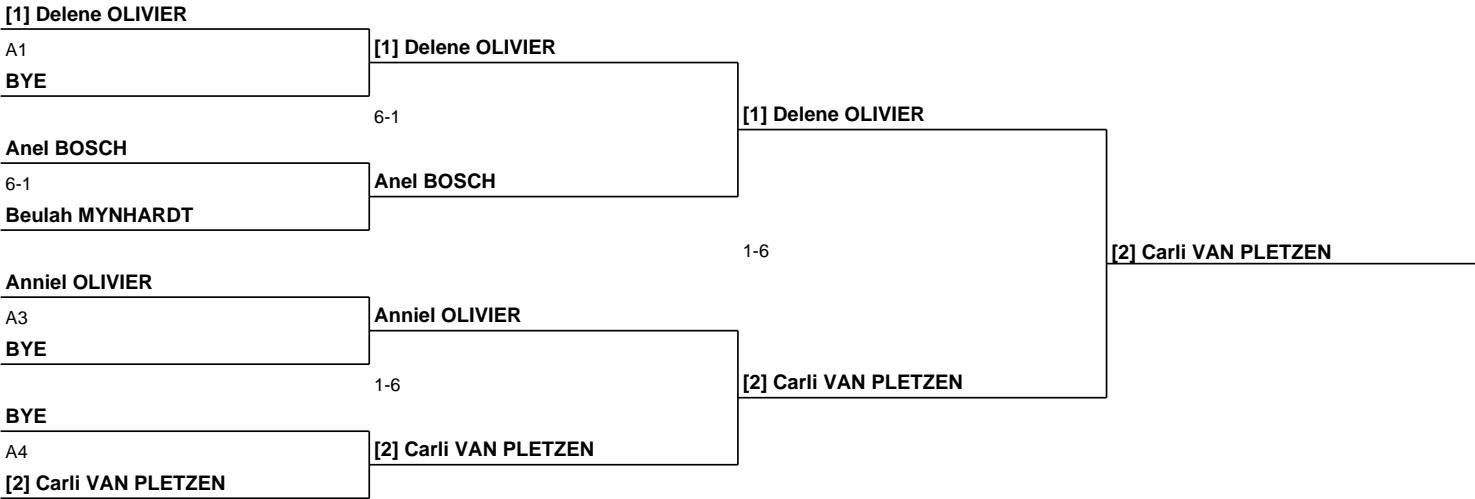 [1] Delene OLIVIER
A1
[1] Delene OLIVIER
BYE
6-1
[1] Delene OLIVIER
Anel BOSCH
6-1
Anel BOSCH
Beulah MYNHARDT
1-6
[2] Carli VAN PLETZEN
Anniel OLIVIER
A3
Anniel OLIVIER
BYE
1-6
[2] Carli VAN PLETZEN
BYE
A4
[2] Carli VAN PLETZEN
[2] Carli VAN PLETZEN